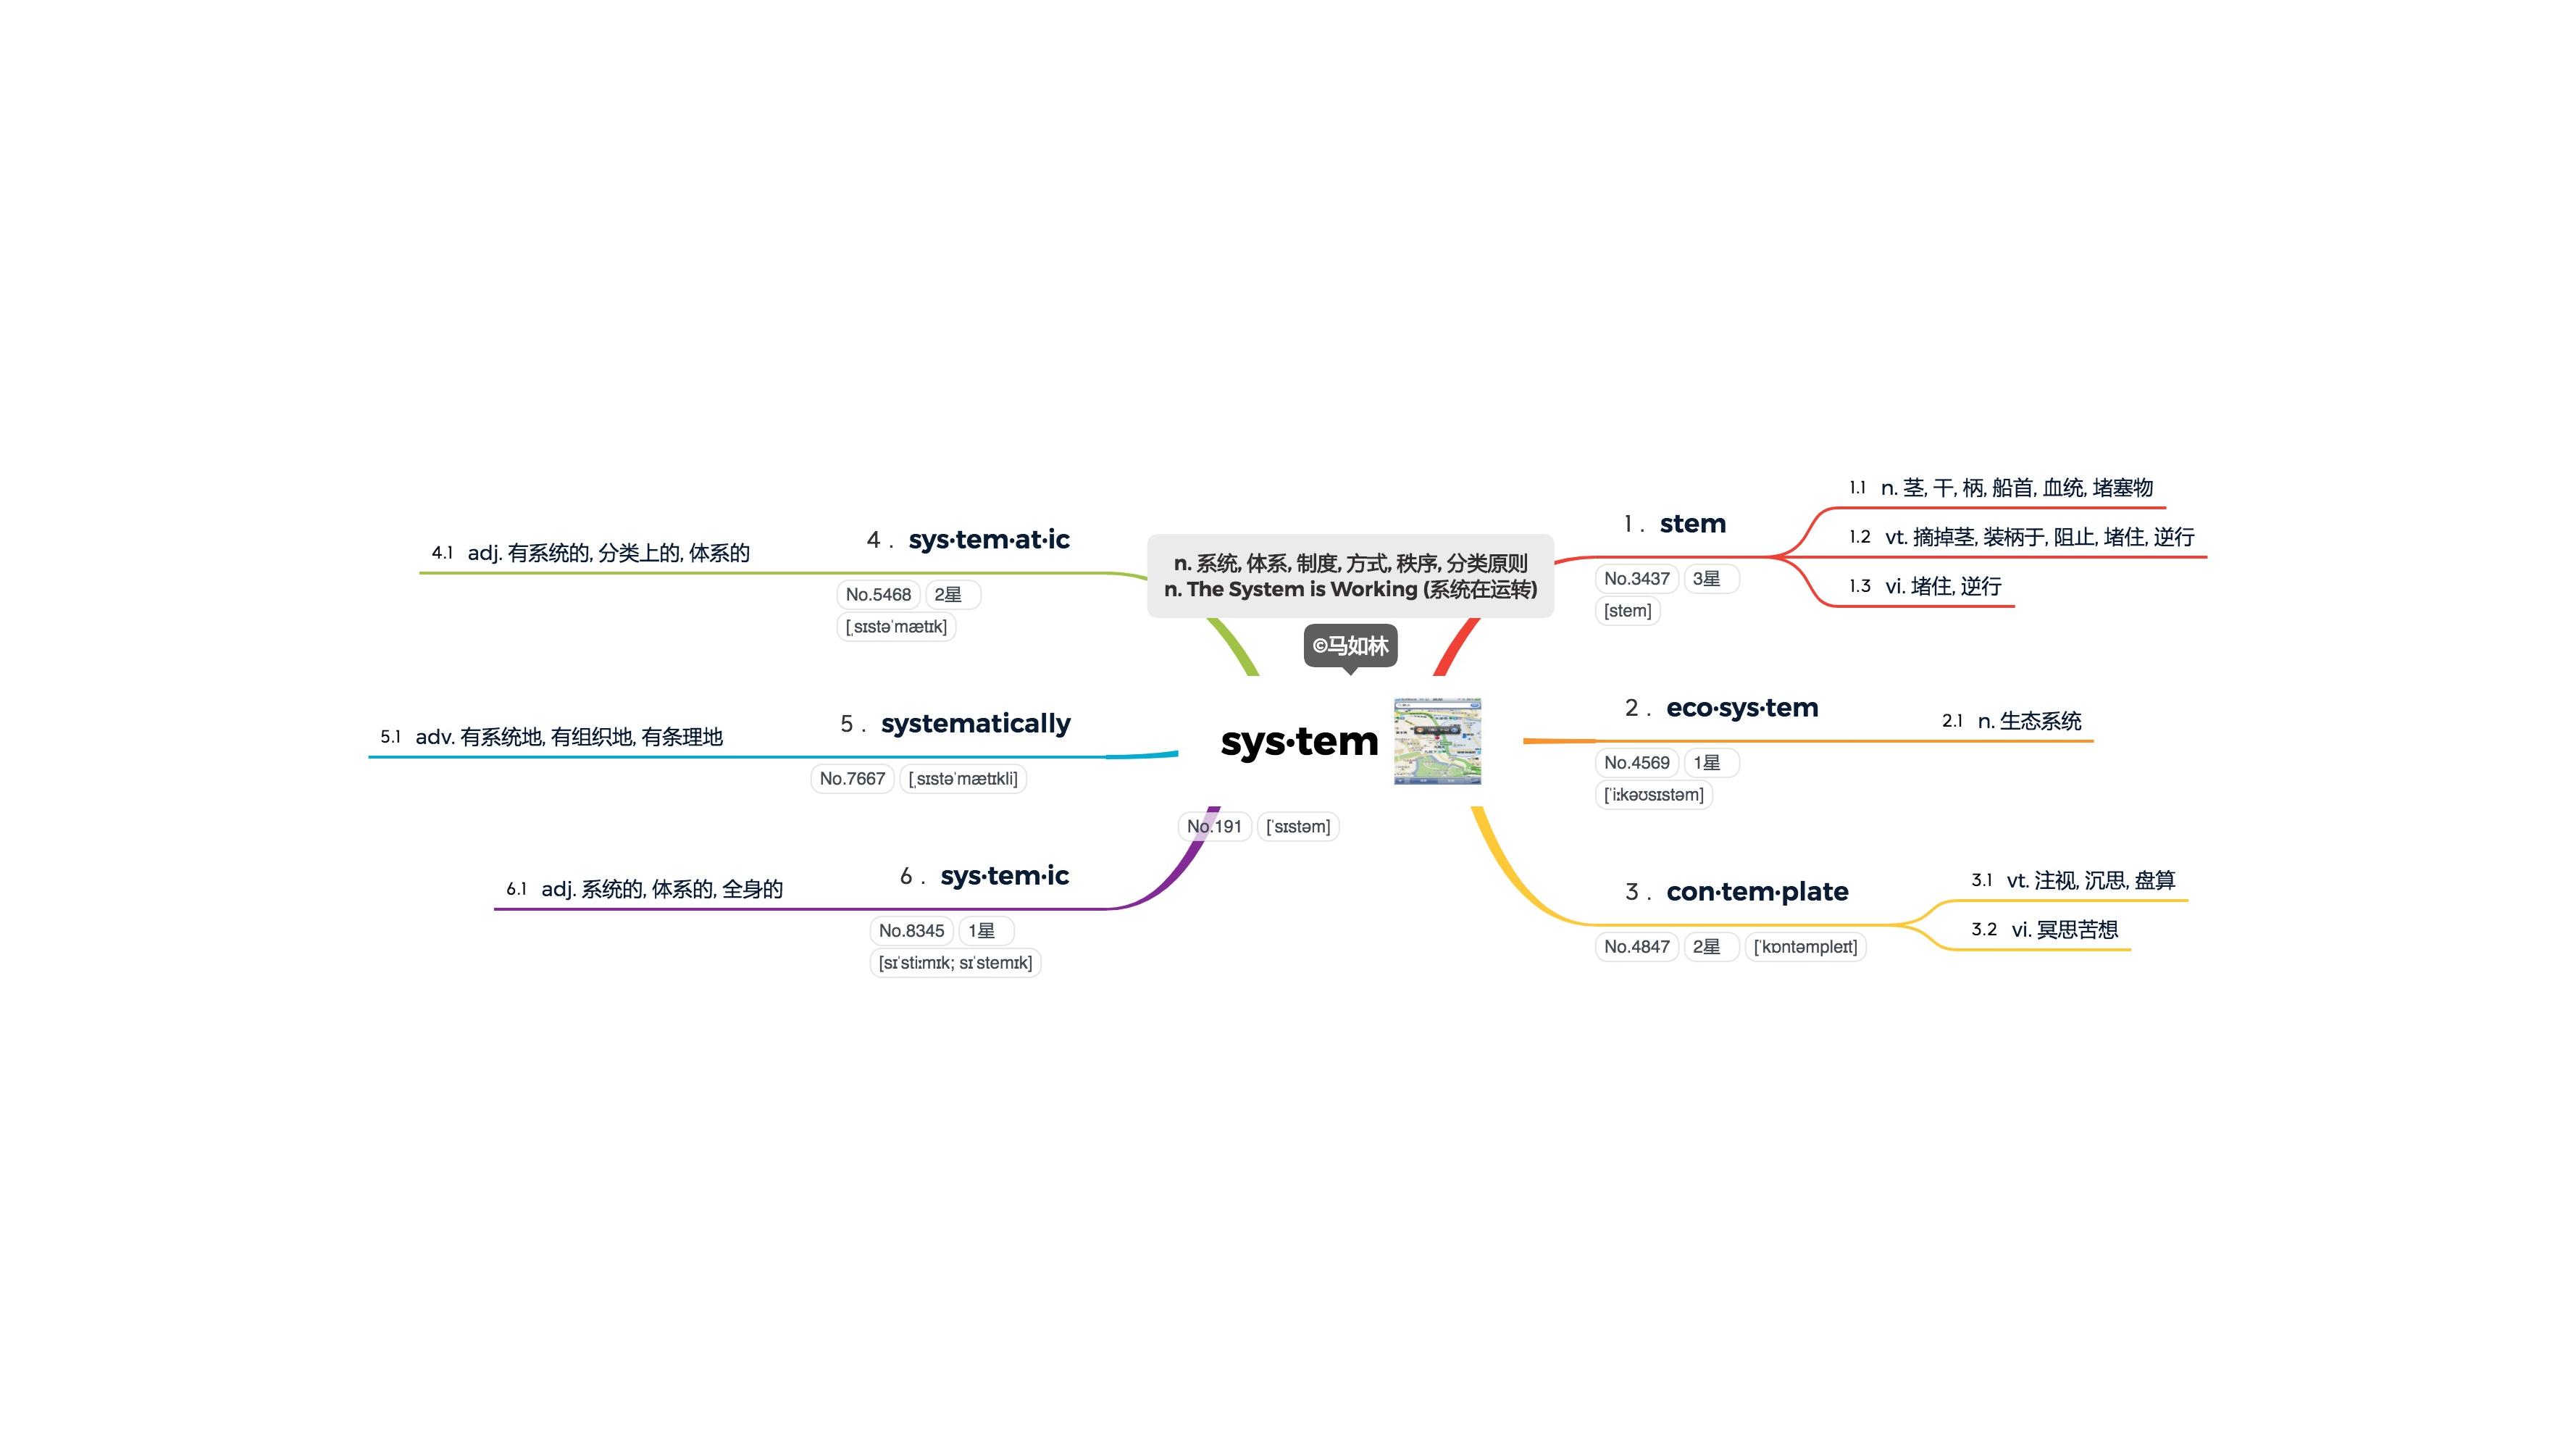 n. 系统, 体系, 制度, 方式, 秩序, 分类原则
n. The System is Working (系统在运转)
©马如林
sys·tem
No.191 [ˈsɪstəm]
1 . stem
No.3437 3星
[stem]
1.1 n. 茎, 干, 柄, 船首, 血统, 堵塞物
1.2 vt. 摘掉茎, 装柄于, 阻止, 堵住, 逆行
1.3 vi. 堵住, 逆行
2 . eco·sys·tem
No.4569 1星
[ˈiːkəʊsɪstəm]
2.1 n. 生态系统
3 . con·tem·plate
No.4847 2星 [ˈkɒntəmpleɪt]
3.1 vt. 注视, 沉思, 盘算
3.2 vi. 冥思苦想
4 . sys·tem·at·ic
No.5468 2星
[ˌsɪstəˈmætɪk]
4.1 adj. 有系统的, 分类上的, 体系的
5 . systematically
No.7667 [ˌsɪstəˈmætɪkli]
5.1 adv. 有系统地, 有组织地, 有条理地
6 . sys·tem·ic
No.8345 1星
[sɪˈstiːmɪk; sɪˈstemɪk]
6.1 adj. 系统的, 体系的, 全身的